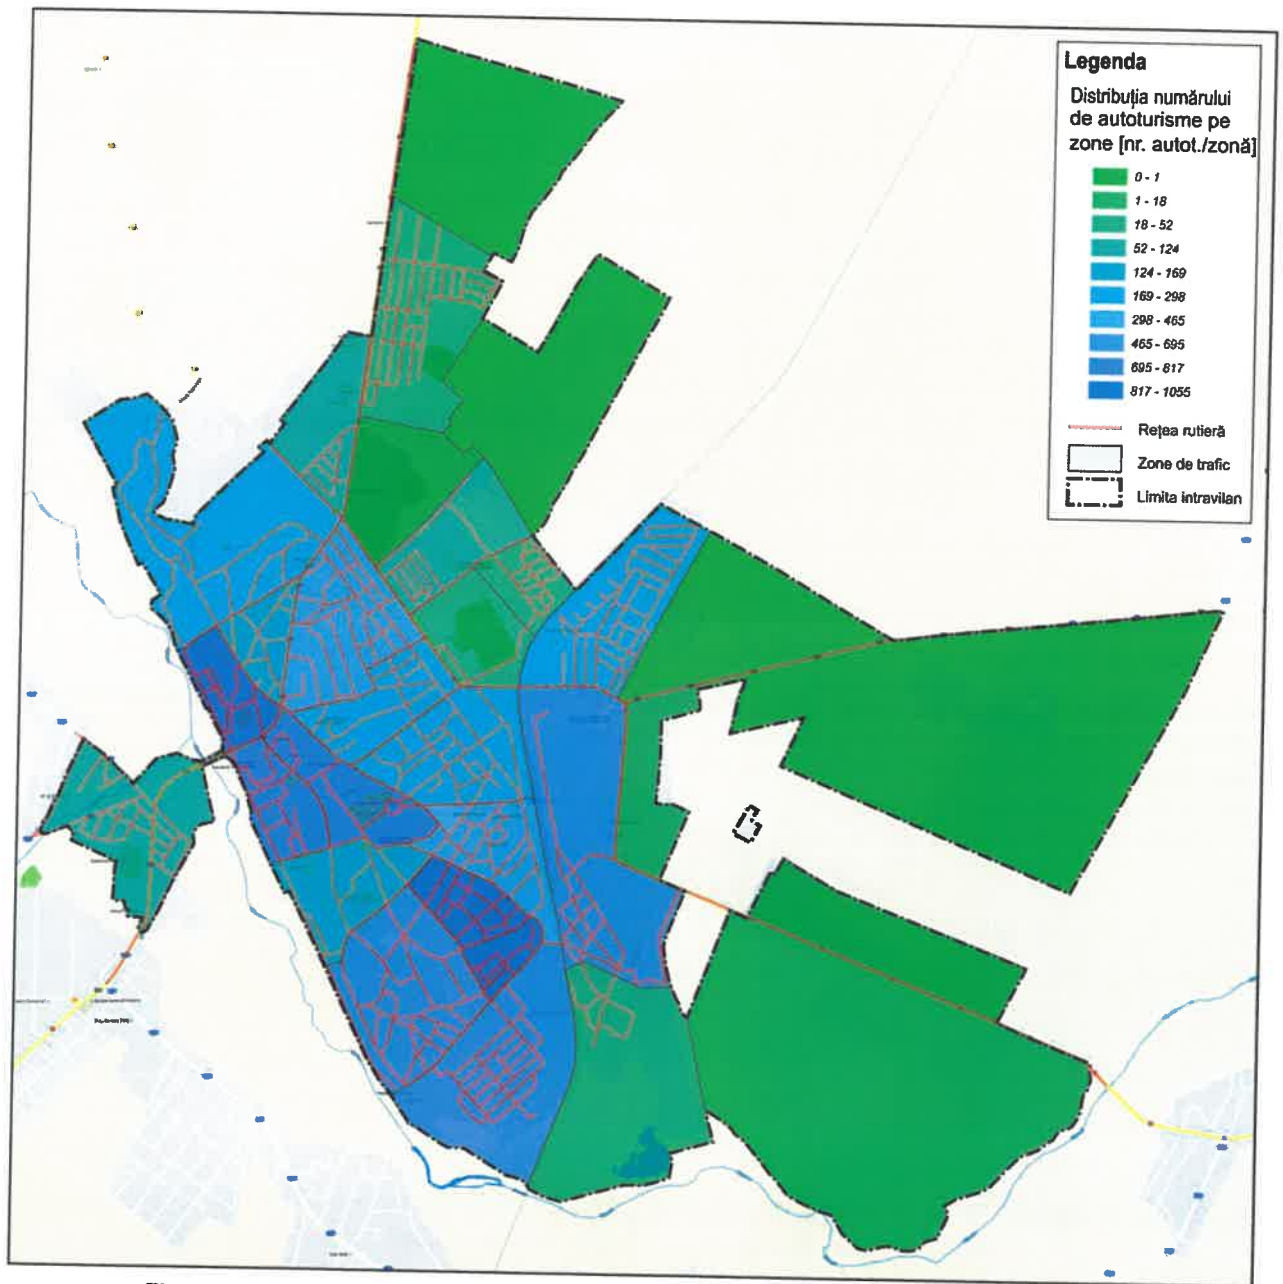 Legenda
Distribuția numărului
de autoturisme pe
zone [nr. autot./zonă]
0 - 1
1 - 18
18 - 52
52 - 124
124 - 169
169 - 298
298 - 465
465 - 695
695 - 817
817 - 1055
Rețea rutieră
Zone de trafic
Limita intravilan